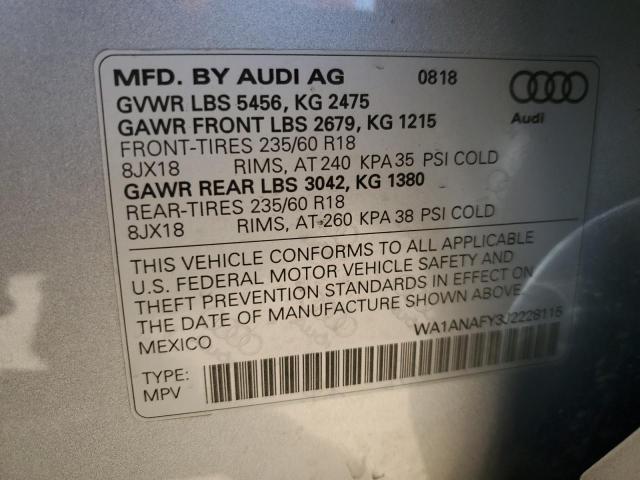 MFD. BY AUDI AG 0818
GVWR LBS 5456, KG 2475
Audi
GAWR FRONT LBS 2679, KG 1215
FRONT-TIRES 235/60 R18
8JX18 RIMS, AT 240 KPA 35 PSI COLD
GAWR REAR LBS 3042, KG 1380
REAR-TIRES 235/60 R18
8JX18 RIMS, AT 260 KPA 38 PSI COLD
THIS VEHICLE CONFORMS TO ALL APPLICABLE
U.S. FEDERAL MOTOR VEHICLE SAFETY AND
THEFT PREVENTION STANDARDS IN EFFECT ON
THE DATE OF MANUFACTURE SHOWN ABOVE.
MEXICO WA1ANAFY3J2228115
TYPE:
MPV